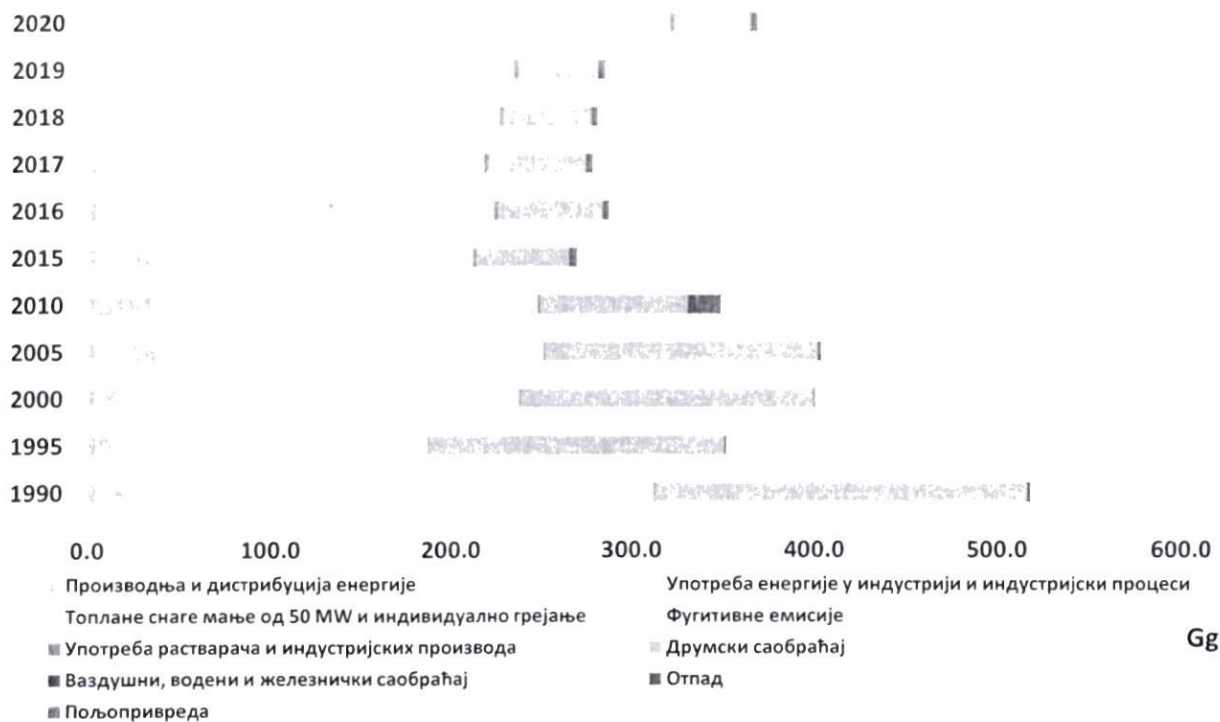 2020
2019
2018
2017
2016
2015
2010
2005
2000
1995
1990
0.0 100.0 200.0 300.0 400.0 500.0 600.0
Производња и дистрибуција енергије Употреба енергије у индустрији и индустријски процеси
Топлане снаге мање од 50 MW и индивидуално грејање Фугитивне емисије
Употреба растварача и индустријских производа Друмски саобраћај Gg
Ваздушни, водени и железнички саобраћај Отпад
Пољопривреда